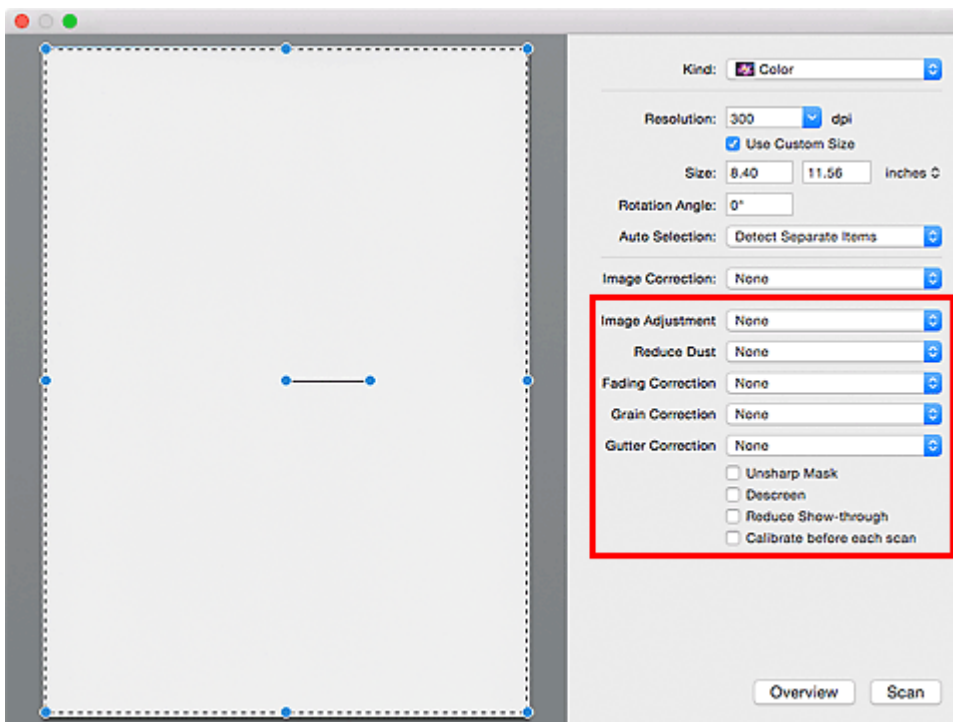 Kind: Color
Resolution: 300 dpi
Use Custom Size
Size: 8.40 11.56 inches
Rotation Angle: 0°
Auto Selection: Detect Separate Items
Image Correction: None
Image Adjustment None
Reduce Dust None
Fading Correction None
Grain Correction None
Gutter Correction None
Unsharp Mask
Descreen
Reduce Show-through
Calibrate before each scan
Overview Scan